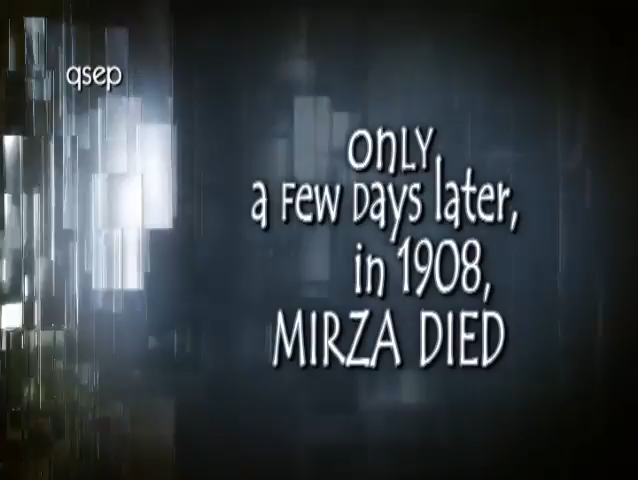 qsep
ONLY
a FEW Days later,
in 1908,
MIRZA DIED